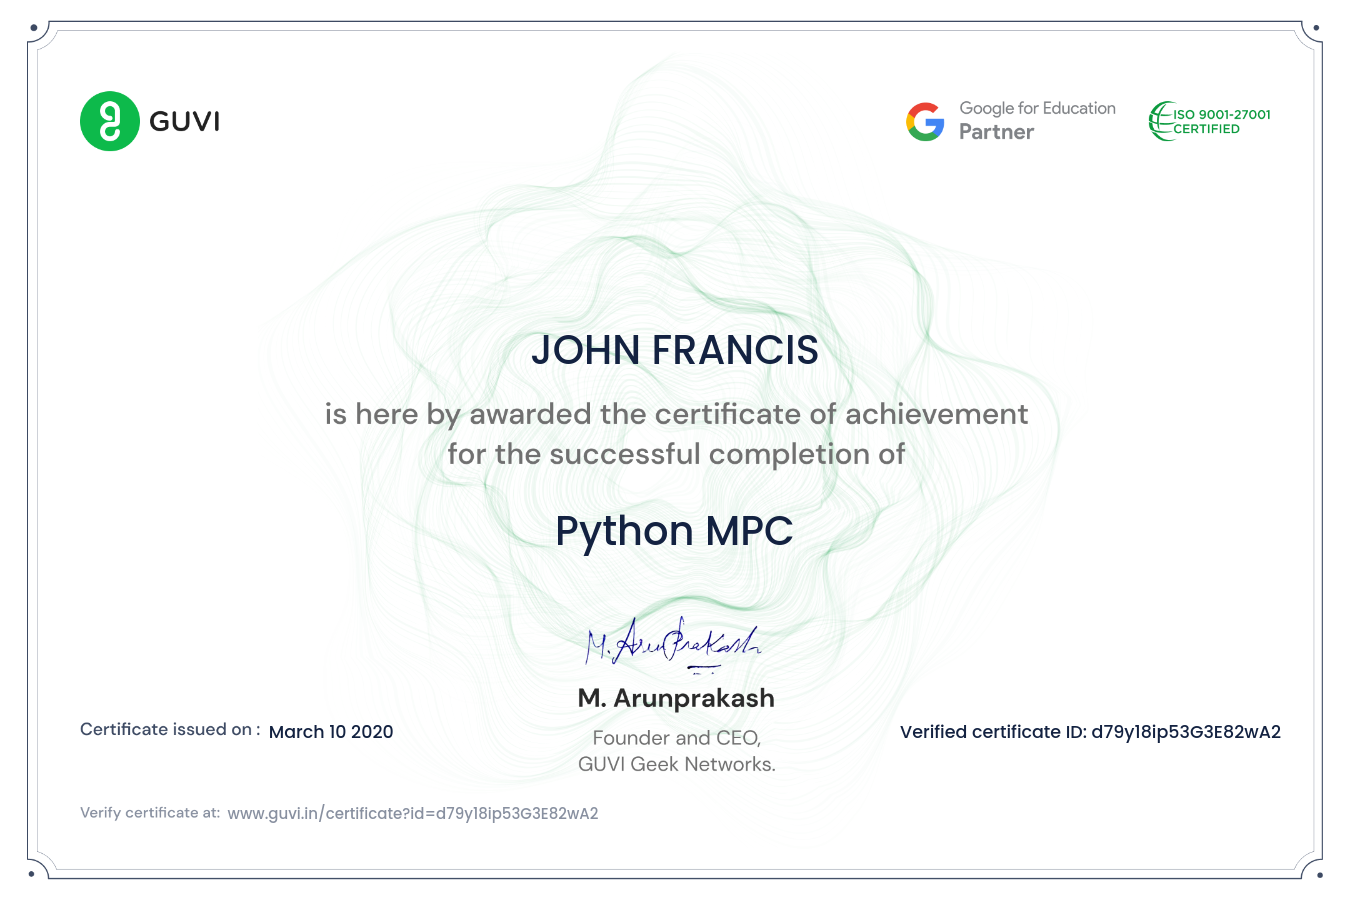 GUVI
Google for Education
Partner
ISO 9001-27001
CERTIFIED
JOHN FRANCIS
is here by awarded the certificate of achievement
for the successful completion of
Python MPC
M. Arunprakash
M. Arunprakash
Founder and CEO,
GUVI Geek Networks.
Certificate issued on : March 10 2020
Verified certificate ID: d79y18ip53G3E82wA2
Verify certificate at: www.guvi.in/certificate?id=d79y18ip53G3E82wA2